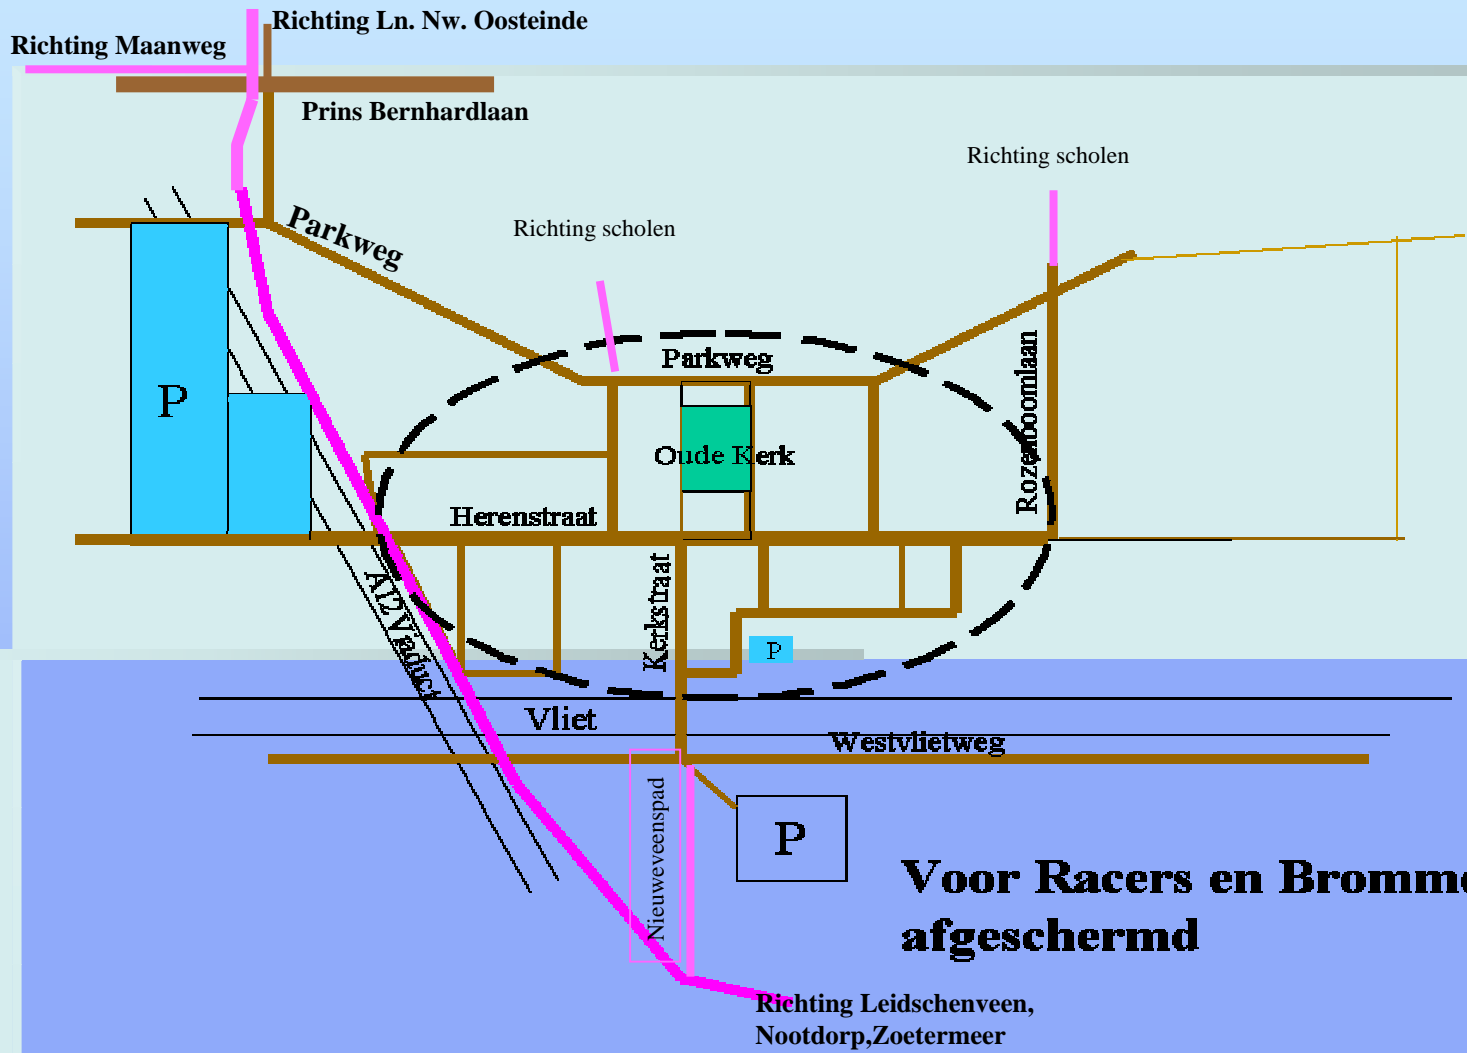 Richting Ln. Nw. Oosteinde
Richting Maanweg
Prins Bernhardlaan
Richting scholen
Parkweg
Richting scholen
Parkweg
Rozenboomlaan
P
Oude Kerk
Herenstraat
Kerkstraat
A12 Viaduct
P
Vliet
Westvlietweg
Nieuweveenspad
P
Voor Racers en Bromme
afgeschermd
Richting Leidschenveen,
Nootdorp,Zoetermeer